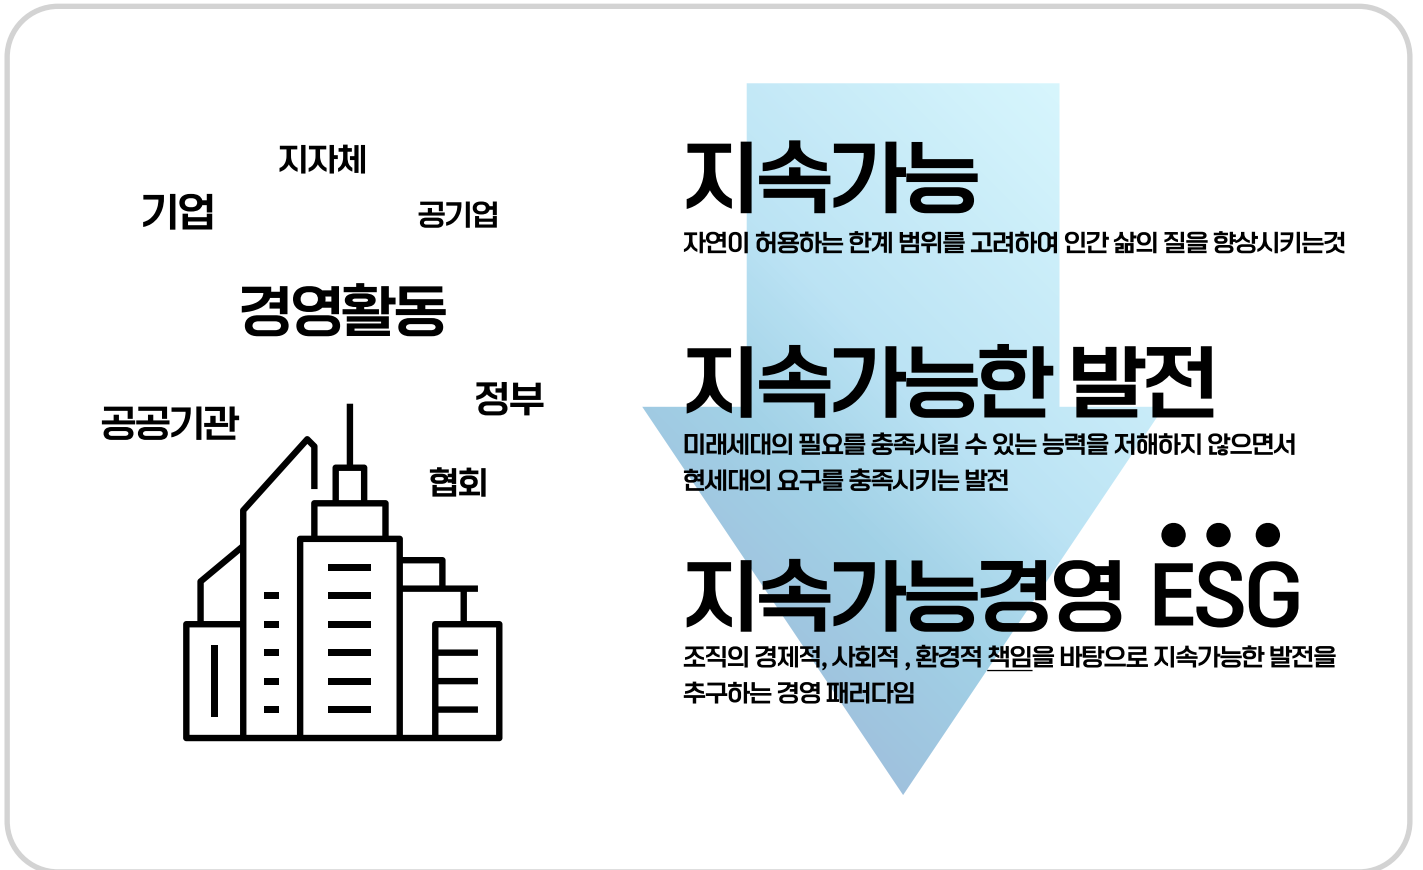 지자체
기업
공기업
경영활동
정부
공공기관
협회
지속가능
자연이 허용하는 한계 범위를 고려하여 인간 삶의 질을 향상시키는것
지속가능한 발전
미래세대의 필요를 충족시킬 수 있는 능력을 저해하지 않으면서
현세대의 요구를 충족시키는 발전
지속가능경영 ESG
조직의 경제적, 사회적 , 환경적 책임을 바탕으로 지속가능한 발전을
추구하는 경영 패러다임